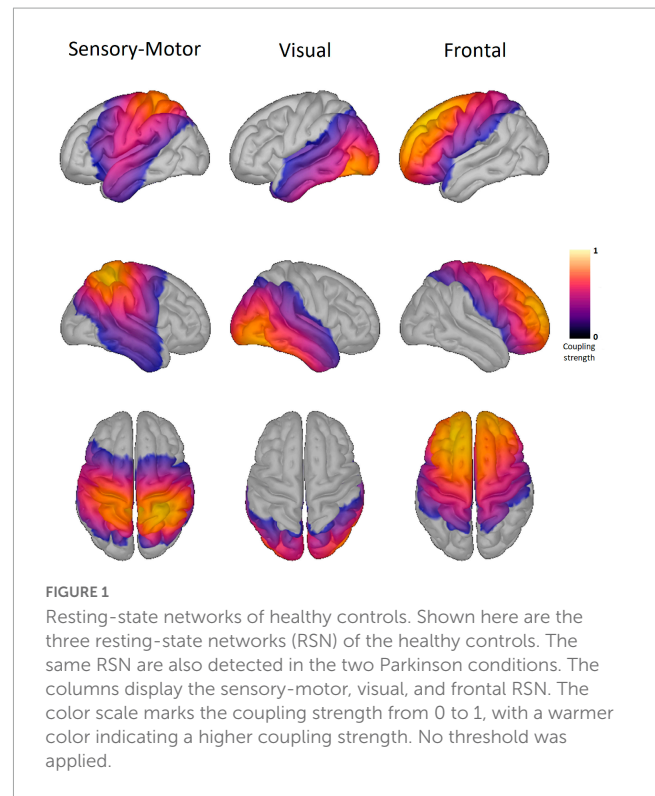 Sensory-Motor Visual Frontal
1
0
Coupling
strength
FIGURE 1
Resting-state networks of healthy controls. Shown here are the
three resting-state networks (RSN) of the healthy controls. The
same RSN are also detected in the two Parkinson conditions. The
columns display the sensory-motor, visual, and frontal RSN. The
color scale marks the coupling strength from 0 to 1, with a warmer
color indicating a higher coupling strength. No threshold was
applied.